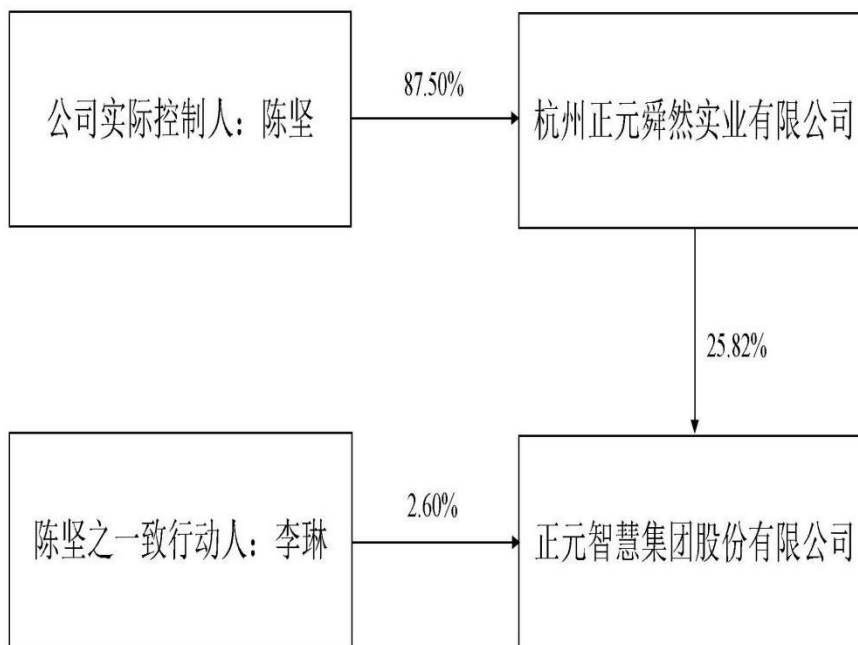 公司实际控制人：陈坚
87.50%
杭州正元舜然实业有限公司
25.82%
陈坚之一致行动人：李琳
2.60%
正元智慧集团股份有限公司